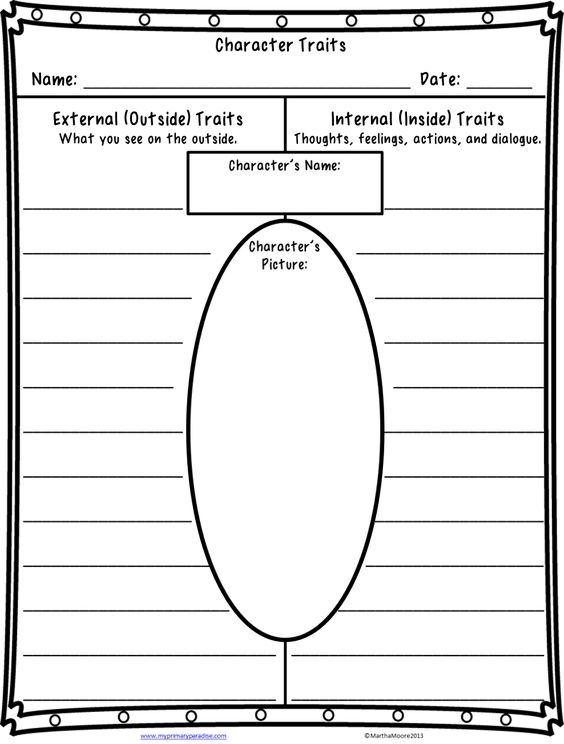 Character Traits
Name: Date:
External (Outside) Traits
What you see on the outside.
Internal (Inside) Traits
Thoughts, feelings, actions, and dialogue.
Character's Name:
Character's
Picture:
www.myprimaryparadise.com
©MarthaMoore2013